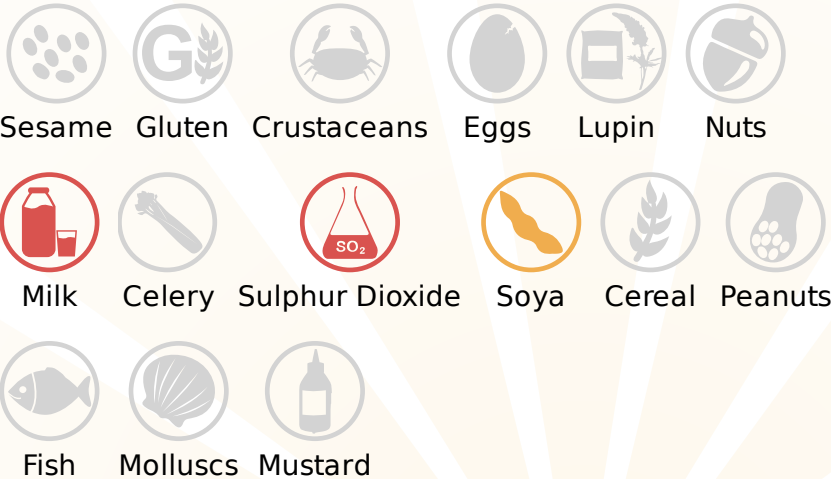 G
Sesame Gluten Crustaceans Eggs Lupin Nuts
SO₂
Milk Celery Sulphur Dioxide Soya Cereal Peanuts
Fish Molluscs Mustard